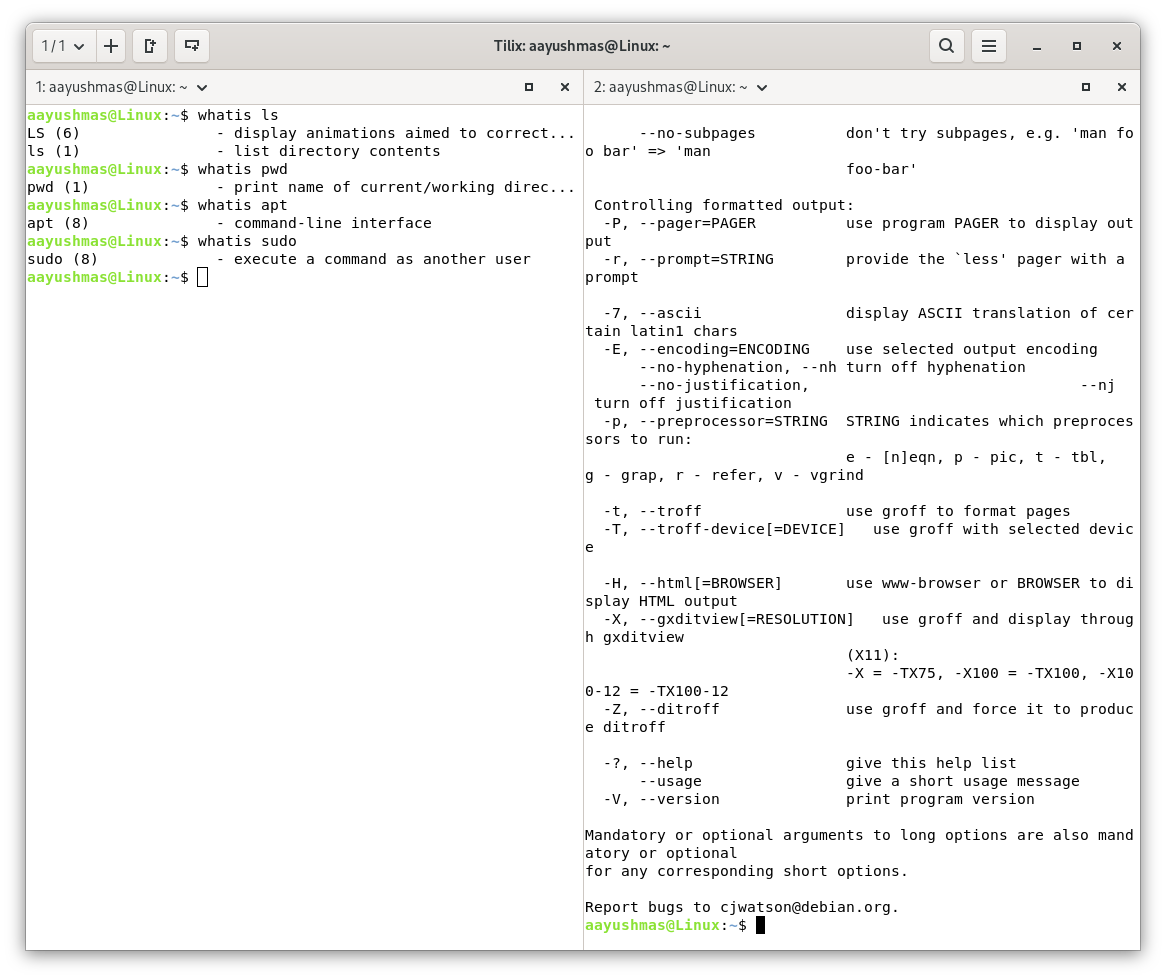 1 / 1
Tilix: aayushmas@Linux: ~
1: aayushmas@Linux: ~
aayushmas@Linux:~$ whatis ls
LS (6)               - display animations aimed to correct...
ls (1)               - list directory contents
aayushmas@Linux:~$ whatis pwd
pwd (1)              - print name of current/working direc...
aayushmas@Linux:~$ whatis apt
apt (8)              - command-line interface
aayushmas@Linux:~$ whatis sudo
sudo (8)             - execute a command as another user
aayushmas@Linux:~$
2: aayushmas@Linux: ~
      --no-subpages          don't try subpages, e.g. 'man fo
o bar' => 'man
                             foo-bar'
 Controlling formatted output:
  -P, --pager=PAGER          use program PAGER to display out
put
  -r, --prompt=STRING        provide the `less' pager with a
prompt
  -7, --ascii                display ASCII translation of cer
tain latin1 chars
  -E, --encoding=ENCODING    use selected output encoding
      --no-hyphenation, --nh turn off hyphenation
      --no-justification,                              --nj
 turn off justification
  -p, --preprocessor=STRING  STRING indicates which preproces
sors to run:
                             e - [n]eqn, p - pic, t - tbl,
g - grap, r - refer, v - vgrind
  -t, --troff                use groff to format pages
  -T, --troff-device[=DEVICE]   use groff with selected devic
e
  -H, --html[=BROWSER]       use www-browser or BROWSER to di
splay HTML output
  -X, --gxditview[=RESOLUTION]   use groff and display throug
h gxditview
                             (X11):
                             -X = -TX75, -X100 = -TX100, -X10
0-12 = -TX100-12
  -Z, --ditroff              use groff and force it to produc
e ditroff
  -?, --help                 give this help list
      --usage                give a short usage message
  -V, --version              print program version
Mandatory or optional arguments to long options are also mand
atory or optional
for any corresponding short options.
Report bugs to cjwatson@debian.org.
aayushmas@Linux:~$